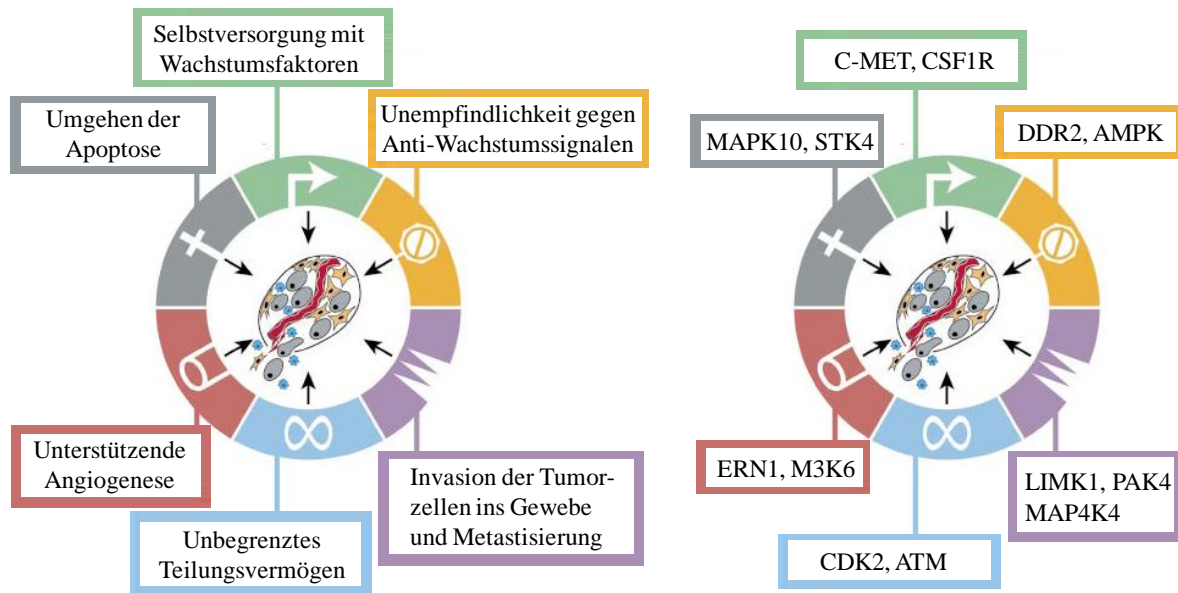 Selbstversorgung mit
Wachstumsfaktoren
Umgehen der
Apoptose
Unempfindlichkeit gegen
Anti-Wachstumssignalen
Unterstützende
Angiogenese
Unbegrenztes
Teilungsvermögen
Invasion der Tumor-
zellen ins Gewebe
und Metastisierung
C-MET, CSF1R
MAPK10, STK4
DDR2, AMPK
ERN1, M3K6
CDK2, ATM
LIMK1, PAK4
MAP4K4